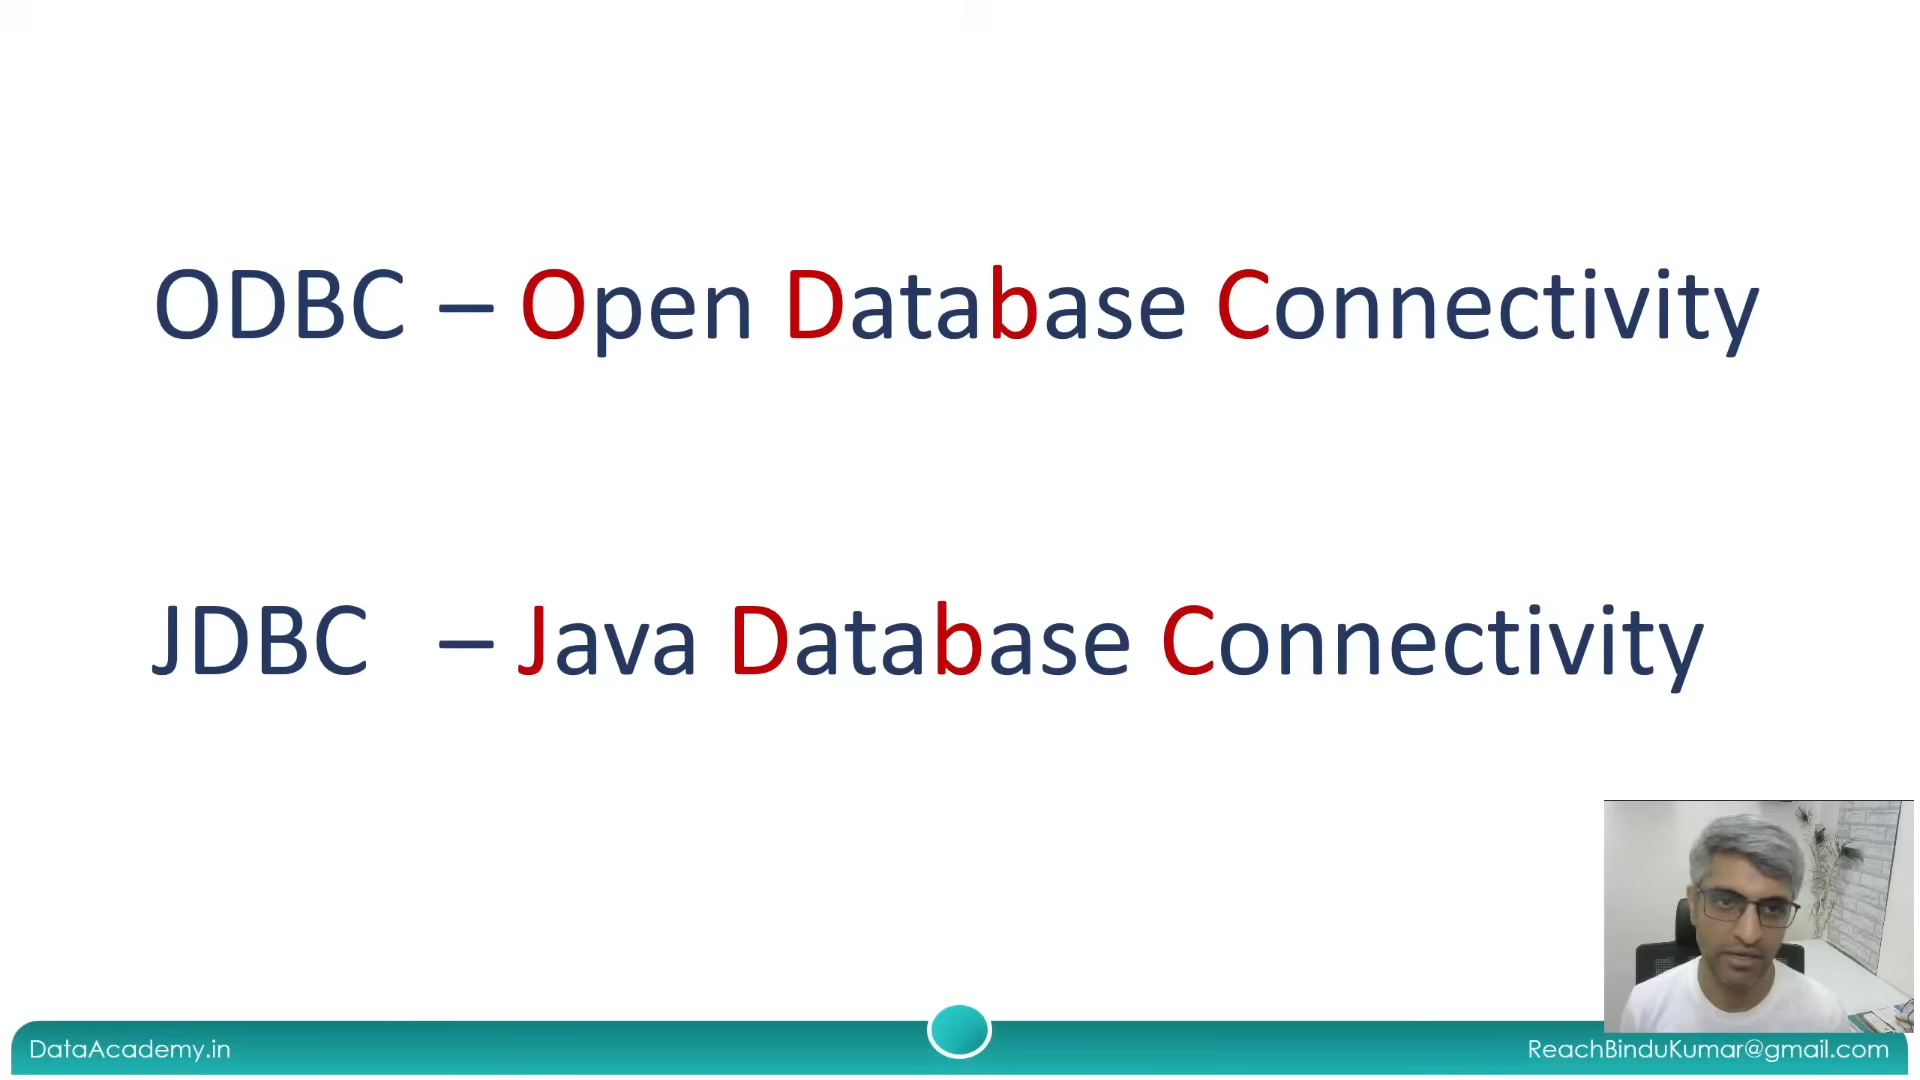 ODBC – Open Database Connectivity
JDBC – Java Database Connectivity
DataAcademy.in
ReachBinduKumar@gmail.com